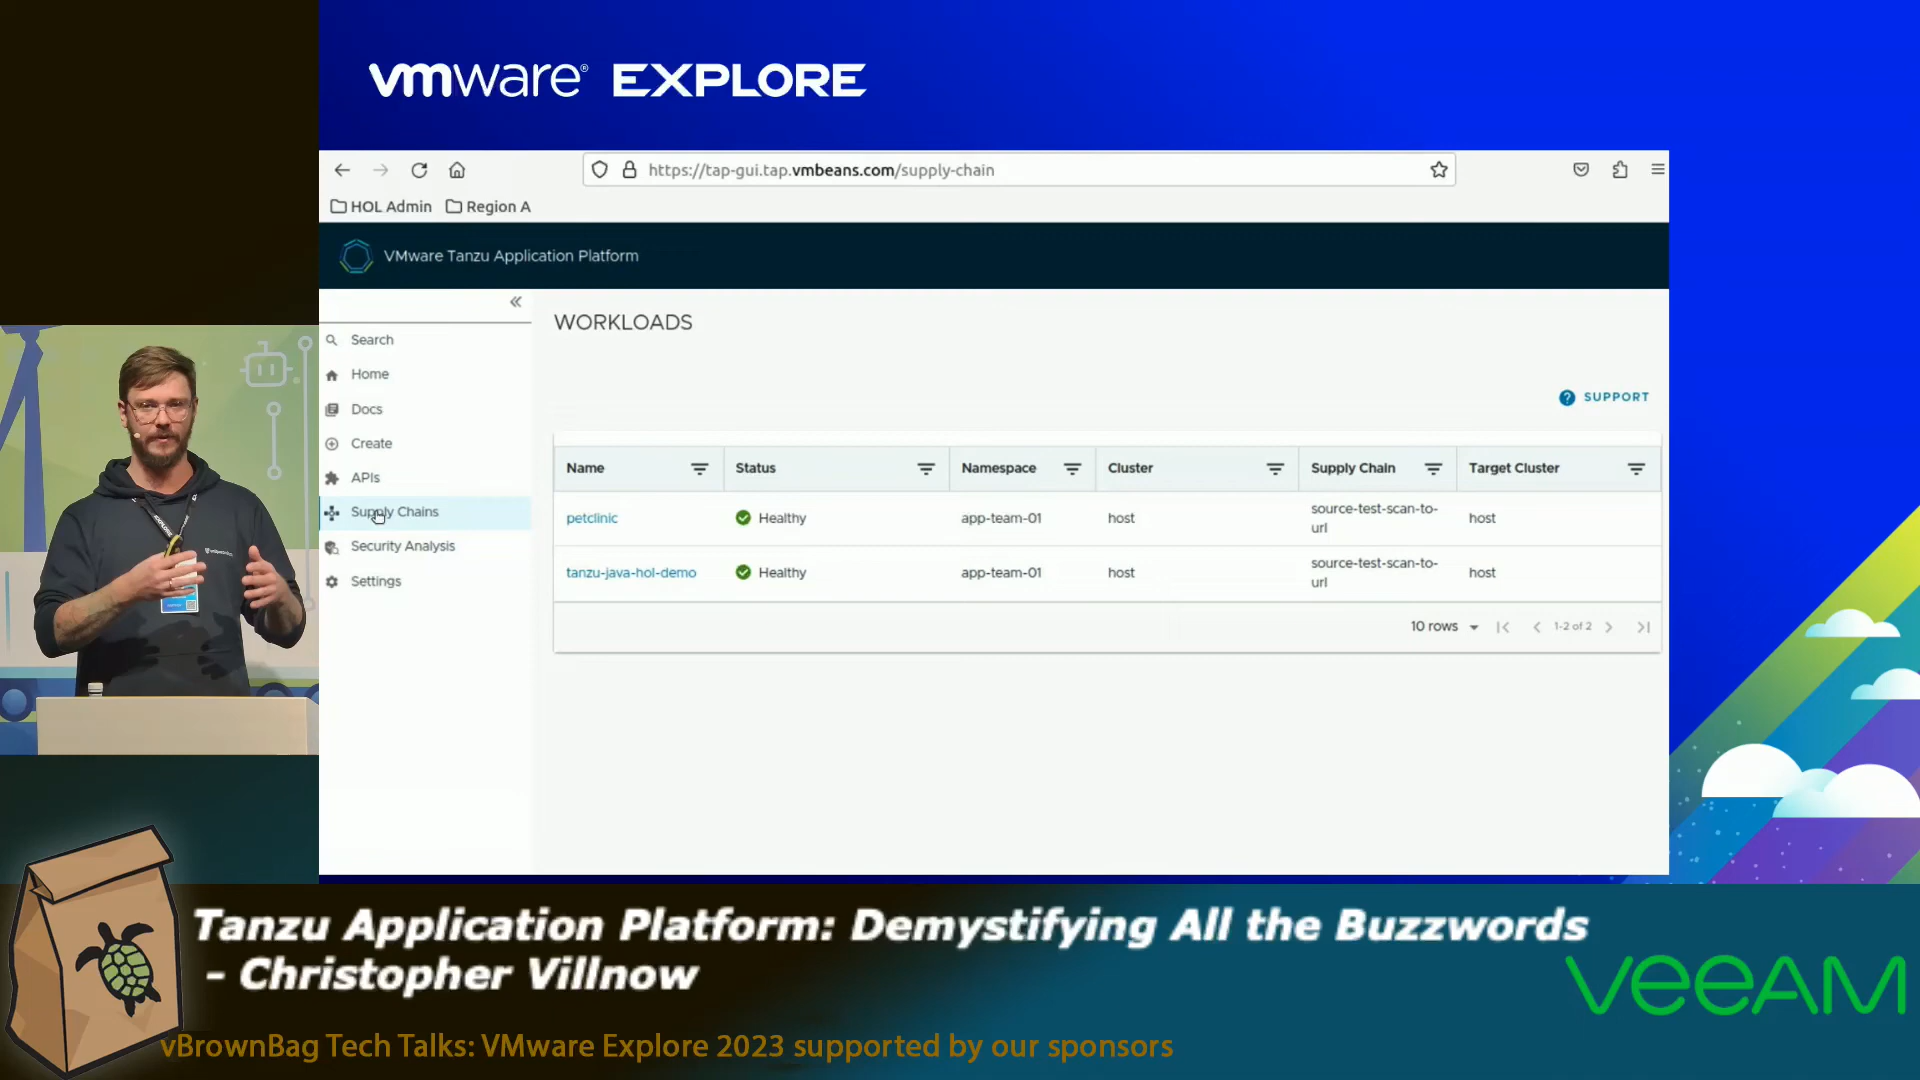 vmware® EXPLORE
https://tap-gui.tap.vmbeans.com/supply-chain
HOL Admin Region A
VMware Tanzu Application Platform
Search
Home
Docs
Create
APIs
Supply Chains
Security Analysis
Settings
WORKLOADS
? SUPPORT
Name Status Namespace Cluster Supply Chain Target Cluster
petclinic Healthy app-team-01 host source-test-scan-to-
url host
tanzu-java-hol-demo Healthy app-team-01 host source-test-scan-to-
url host
10 rows 1-2 of 2
Tanzu Application Platform: Demystifying All the Buzzwords
- Christopher Villnow
veeAM
vBrownBag Tech Talks: VMware Explore 2023 supported by our sponsors